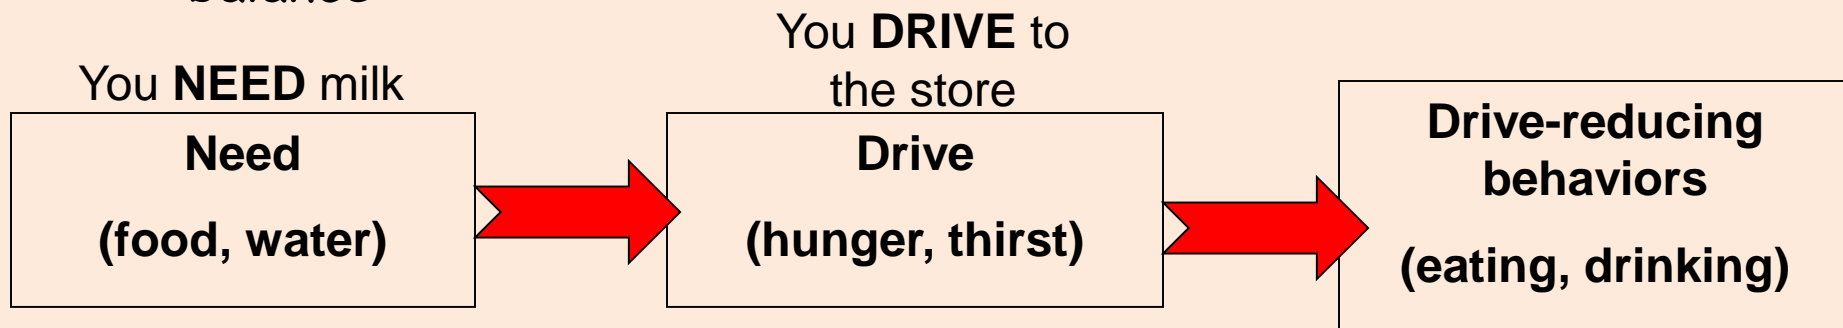 balance
You NEED milk
You DRIVE to
the store
Need
(food, water)
Drive
(hunger, thirst)
Drive-reducing
behaviors
(eating, drinking)